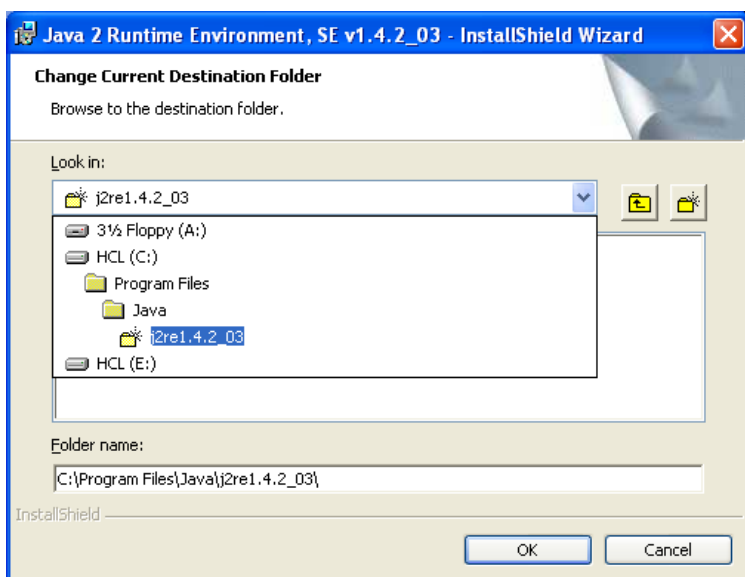 Java 2 Runtime Environment, SE v1.4.2_03 - InstallShield Wizard
Change Current Destination Folder
Browse to the destination folder.
Look in:
j2re1.4.2_03
3½ Floppy (A:)
HCL (C:)
Program Files
Java
j2re1.4.2_03
HCL (E:)
Folder name:
C:\Program Files\Java\j2re1.4.2_03\
InstallShield
OK Cancel